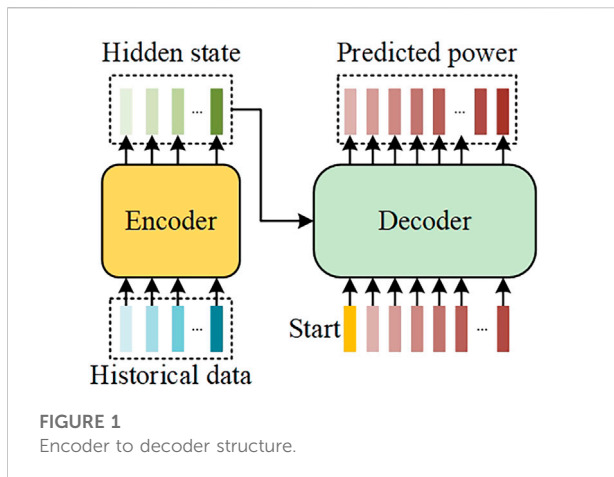 Hidden state
Predicted power
...
...
Encoder
Decoder
...
Start
...
Historical data
FIGURE 1
Encoder to decoder structure.